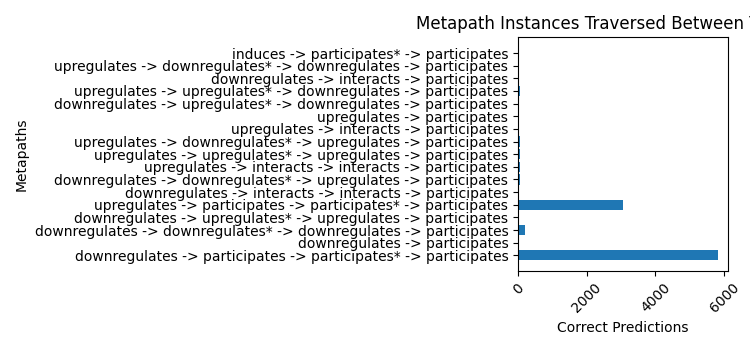 Metapath Instances Traversed Between
induces -> participates* -> participates
upregulates -> downregulates* -> downregulates -> participates
downregulates -> interacts -> participates
upregulates -> upregulates* -> downregulates -> participates
downregulates -> upregulates* -> downregulates -> participates
upregulates -> participates
upregulates -> interacts -> participates
upregulates -> downregulates* -> upregulates -> participates
upregulates -> upregulates* -> upregulates -> participates
upregulates -> interacts -> interacts -> participates
downregulates -> downregulates* -> upregulates -> participates
downregulates -> interacts -> interacts -> participates
upregulates -> participates -> participates* -> participates
downregulates -> upregulates* -> upregulates -> participates
downregulates -> downregulates* -> downregulates -> participates
downregulates -> participates
downregulates -> participates -> participates* -> participates
Metapaths
0 2000 4000 6000
Correct Predictions